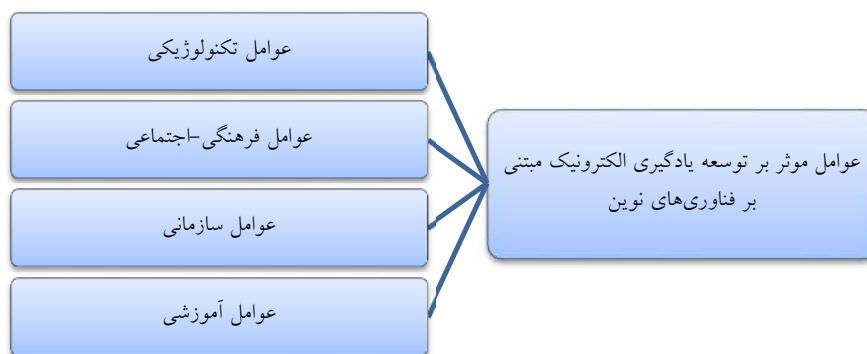 عوامل موثر بر توسعه یادگیری الکترونیک مبتنی
بر فناوری‌های نوین
عوامل تکنولوژیکی
عوامل فرهنگی-اجتماعی
عوامل سازمانی
عوامل آموزشی